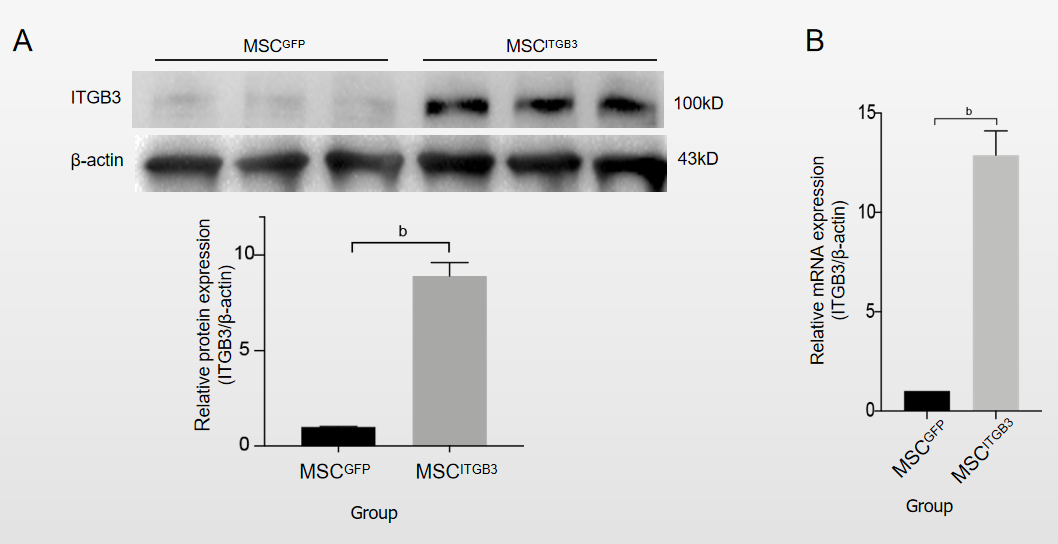 A
MSCGFP
MSCITGB3
ITGB3
100kD
β-actin
43kD
Relative protein expression
(ITGB3/β-actin)
10
5
0
b
MSCGFP
MSCITGB3
Group
B
Relative mRNA expression
(ITGB3/β-actin)
15
10
5
0
b
MSCGFP
MSCITGB3
Group